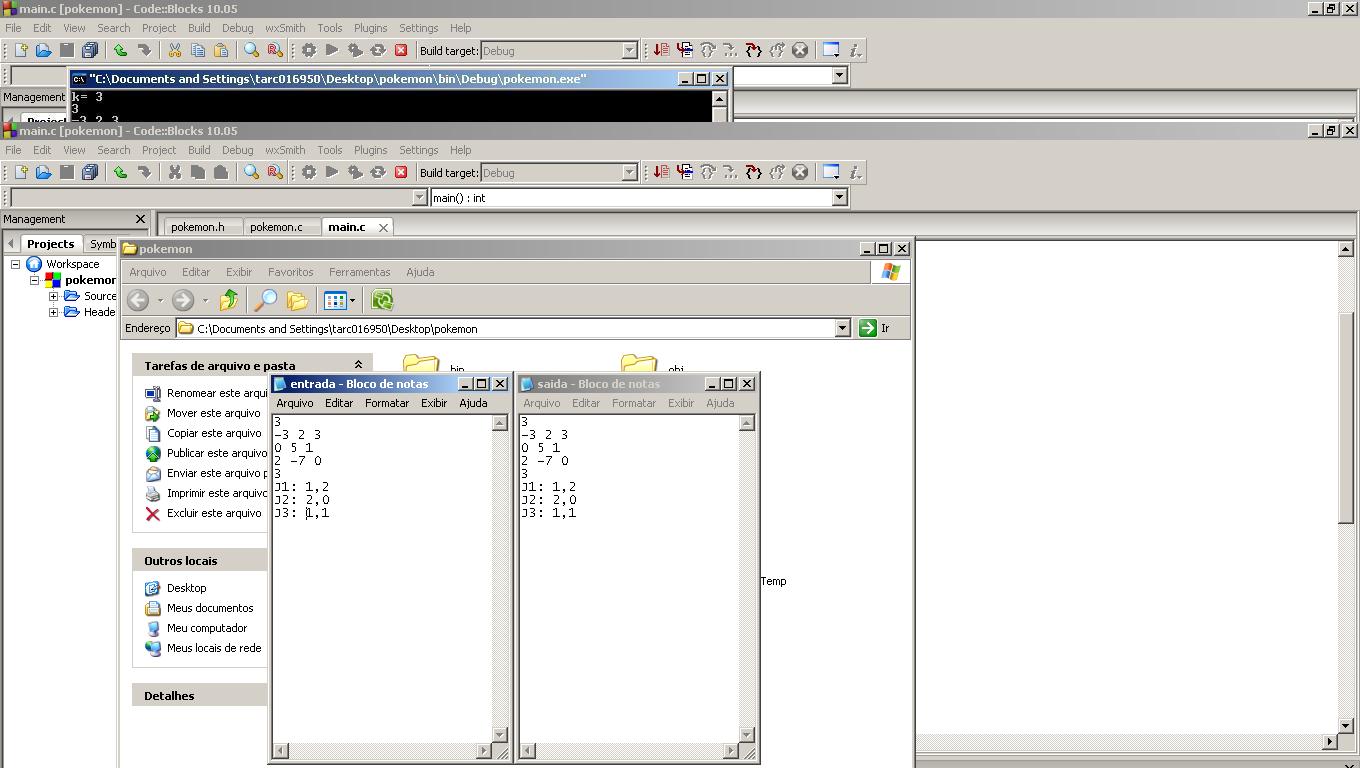 main.c [pokemon] - Code::Blocks 10.05
File Edit View Search Project Build Debug wxSmith Tools Plugins Settings Help
Build target: Debug
"C:\Documents and Settings\tarc016950\Desktop\pokemon\bin\Debug\pokemon.exe"
Management
k= 3
3
-3 2 3
main.c [pokemon] - Code::Blocks 10.05
File Edit View Search Project Build Debug wxSmith Tools Plugins Settings Help
Build target: Debug
main() : int
Management
pokemon.h pokemon.c main.c
Projects Symb
Workspace
pokemon
Source
Heade
pokemon
Arquivo Editar Exibir Favoritos Ferramentas Ajuda
Endereço C:\Documents and Settings\tarc016950\Desktop\pokemon Ir
Tarefas de arquivo e pasta
Renomear este arqui
Mover este arquivo
Copiar este arquivo
Publicar este arquivo
Enviar este arquivo p
Imprimir este arquivo
Excluir este arquivo
Outros locais
Desktop
Meus documentos
Meu computador
Meus locais de rede
Detalhes
bin obj
Temp
entrada - Bloco de notas
Arquivo Editar Formatar Exibir Ajuda
3
-3 2 3
0 5 1
2 -7 0
3
J1: 1,2
J2: 2,0
J3: 1,1
saida - Bloco de notas
Arquivo Editar Formatar Exibir Ajuda
3
-3 2 3
0 5 1
2 -7 0
3
J1: 1,2
J2: 2,0
J3: 1,1